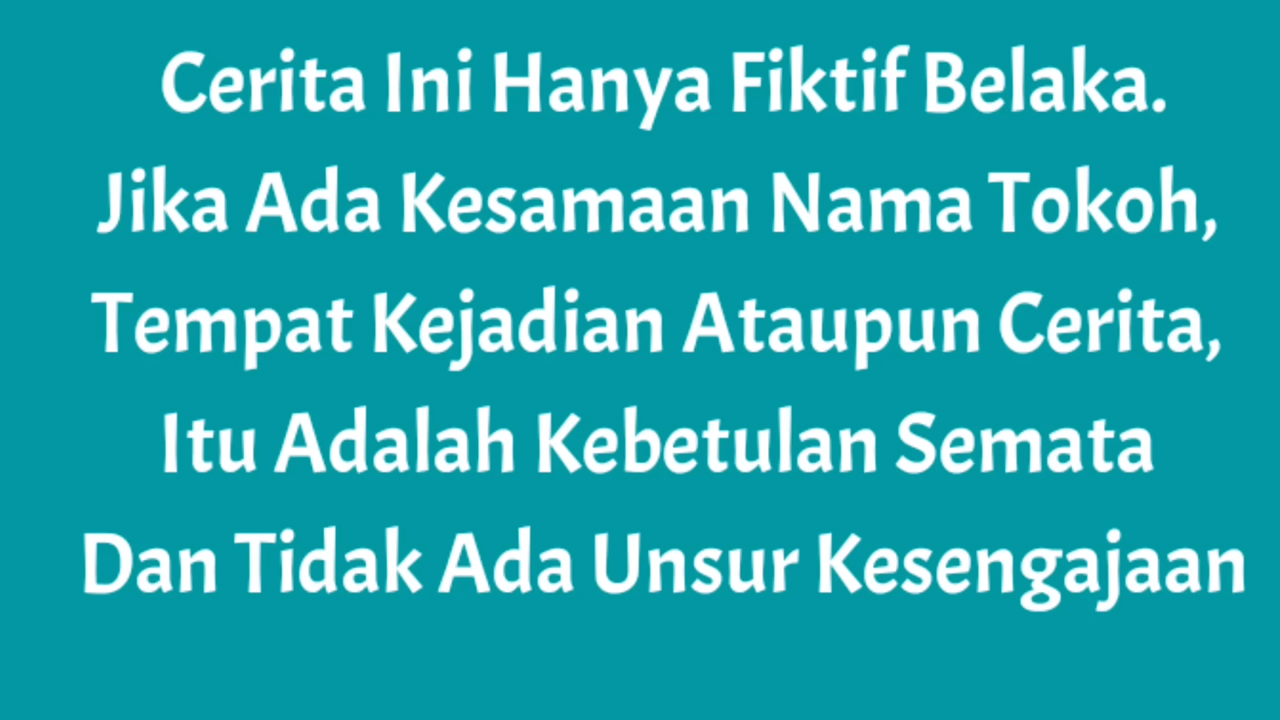 Cerita Ini Hanya Fiktif Belaka.
Jika Ada Kesamaan Nama Tokoh,
Tempat Kejadian Ataupun Cerita,
Itu Adalah Kebetulan Semata
Dan Tidak Ada Unsur Kesengajaan